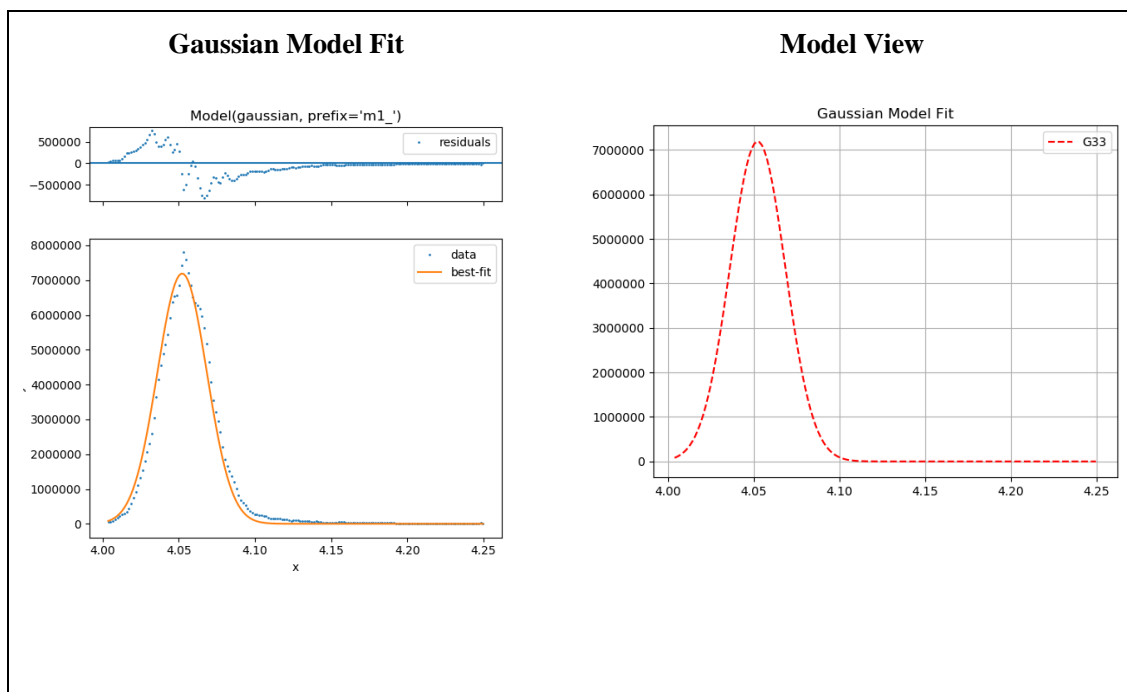 Gaussian Model Fit
Model(gaussian, prefix='m1_')
500000
0
−500000
residuals
8000000
7000000
6000000
5000000
4000000
3000000
2000000
1000000
0
data
best-fit
4.00 4.05 4.10 4.15 4.20 4.25
x
Model View
Gaussian Model Fit
7000000
6000000
5000000
4000000
3000000
2000000
1000000
0
G33
4.00 4.05 4.10 4.15 4.20 4.25